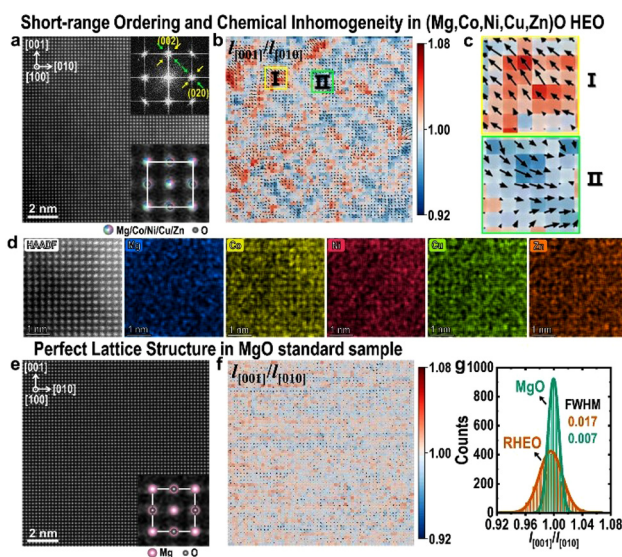 Short-range Ordering and Chemical Inhomogeneity in (Mg,Co,Ni,Cu,Zn)O HEO
a
[001]
[010]
[100]
(002)
(020)
2 nm
Mg/Co/Ni/Cu/Zn O
b
l[001]/l[010]
I
II
1.08
1.00
0.92
c
I
II
d
HAADF
Mg
Co
Ni
Cu
Zn
1 nm
1 nm
1 nm
1 nm
1 nm
1 nm
Perfect Lattice Structure in MgO standard sample
e
[001]
[010]
[100]
2 nm
Mg O
f
l[001]/l[010]
1.08
1.00
0.92
g
1000
800
600
400
200
0
Counts
MgO
RHEO
FWHM
0.017
0.007
0.92 0.96 1.00 1.04 1.08
l[001]/l[010]